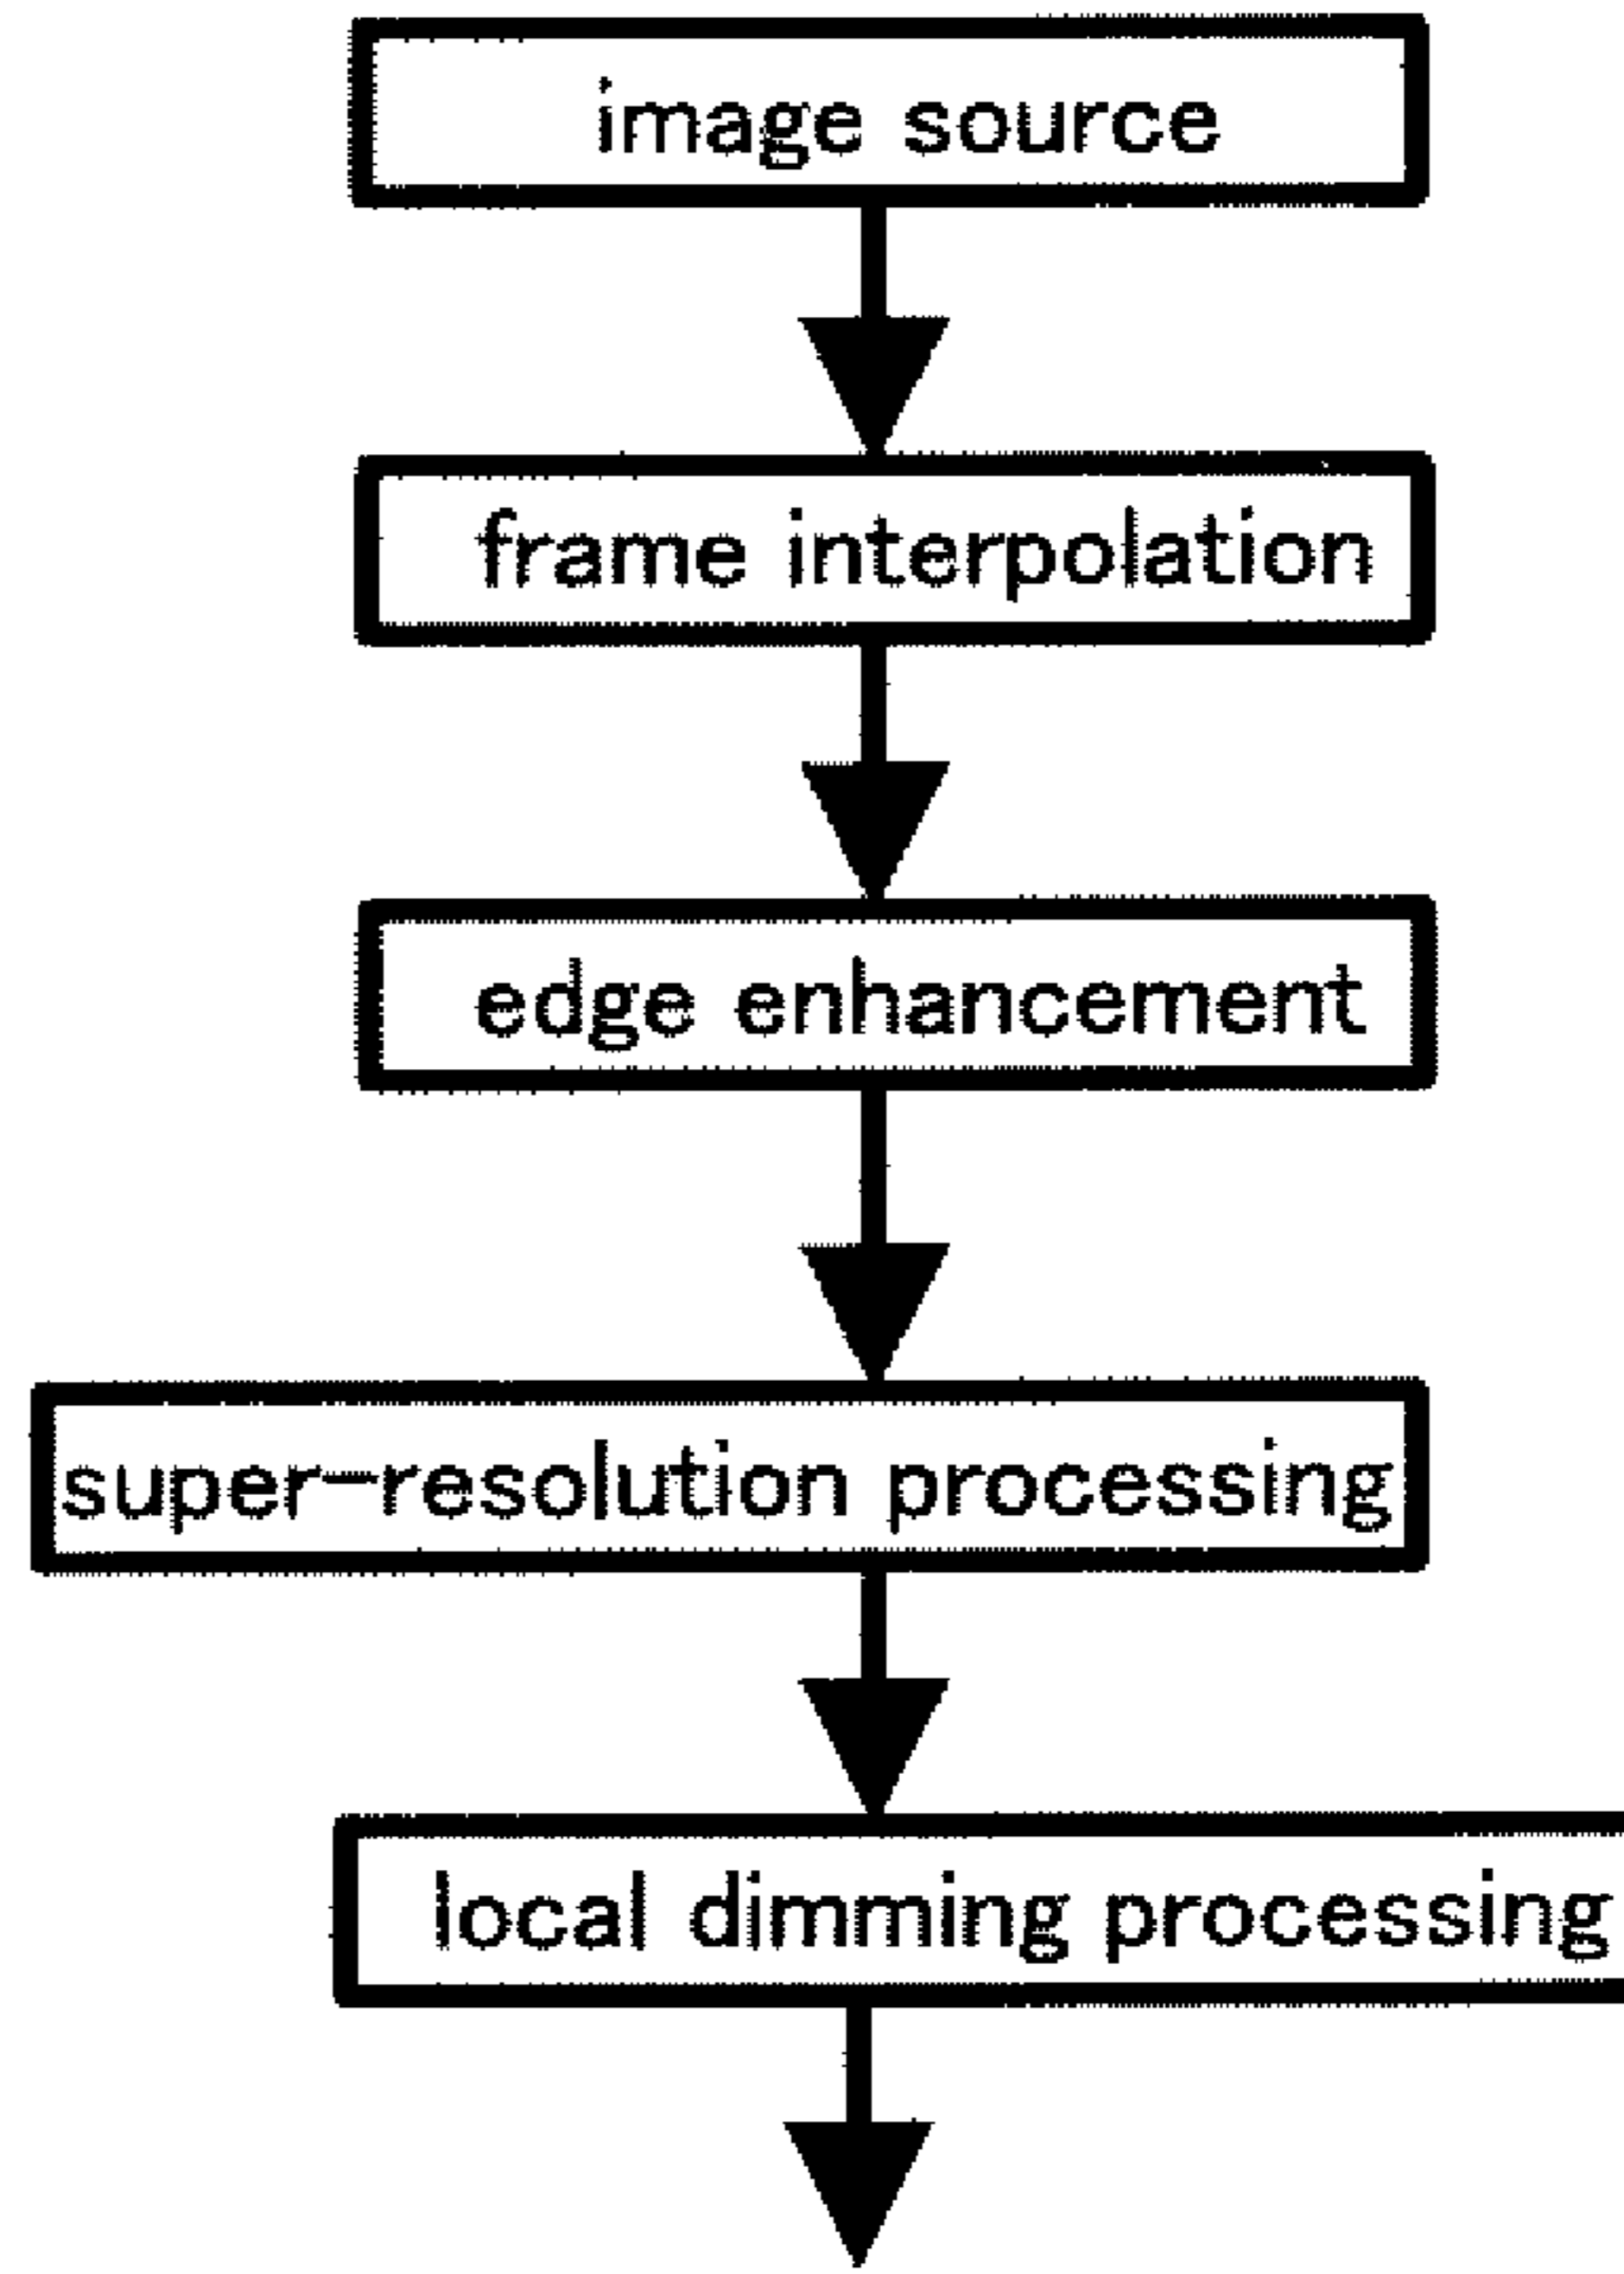 image source
frame interpolation
edge enhancement
super-resolution processing
local dimming processing